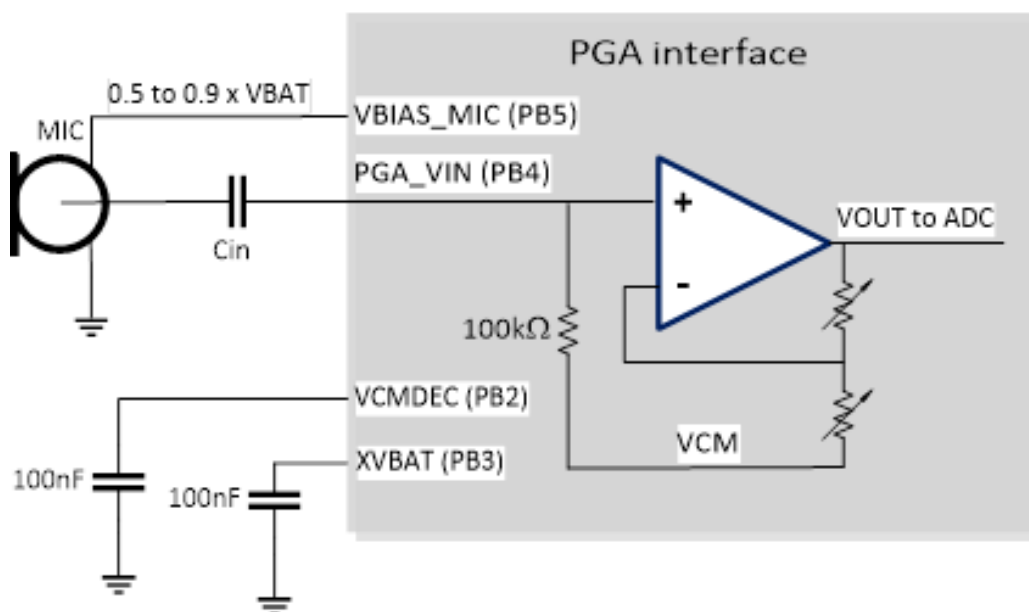 PGA interface
0.5 to 0.9 x VBAT
VBIAS_MIC (PB5)
MIC
PGA_VIN (PB4)
+
VOUT to ADC
Cin
-
100kΩ
VCMDEC (PB2)
VCM
XVBAT (PB3)
100nF
100nF